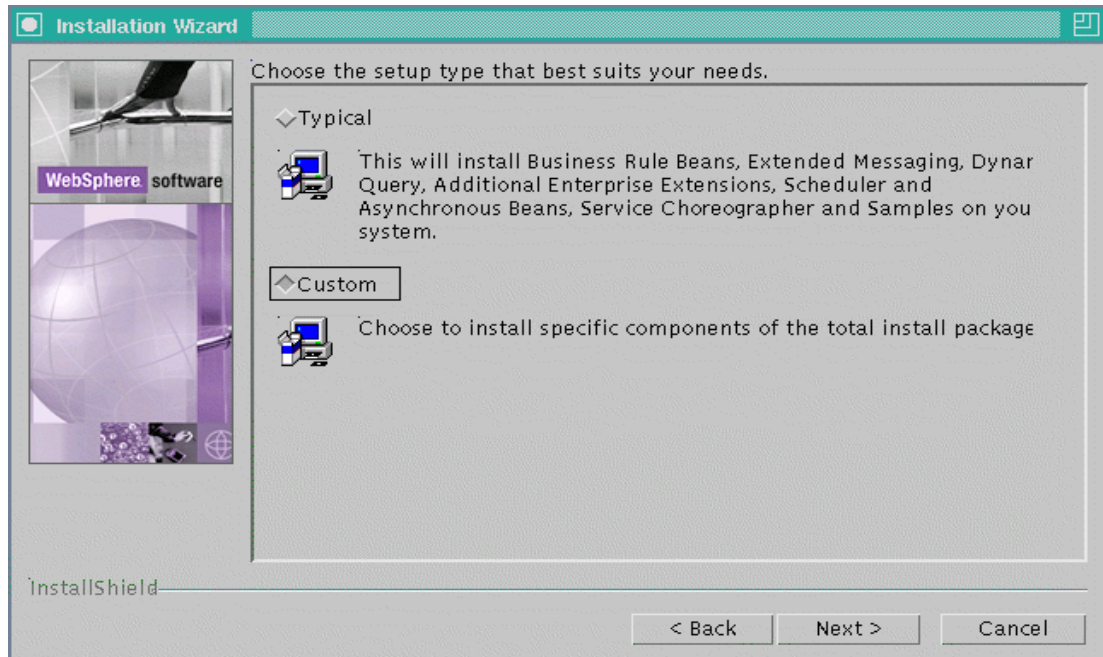 Installation Wizard
Choose the setup type that best suits your needs.
Typical
This will install Business Rule Beans, Extended Messaging, Dynar
Query, Additional Enterprise Extensions, Scheduler and
Asynchronous Beans, Service Choreographer and Samples on you
system.
WebSphere software
Custom
Choose to install specific components of the total install package
InstallShield
< Back
Next >
Cancel